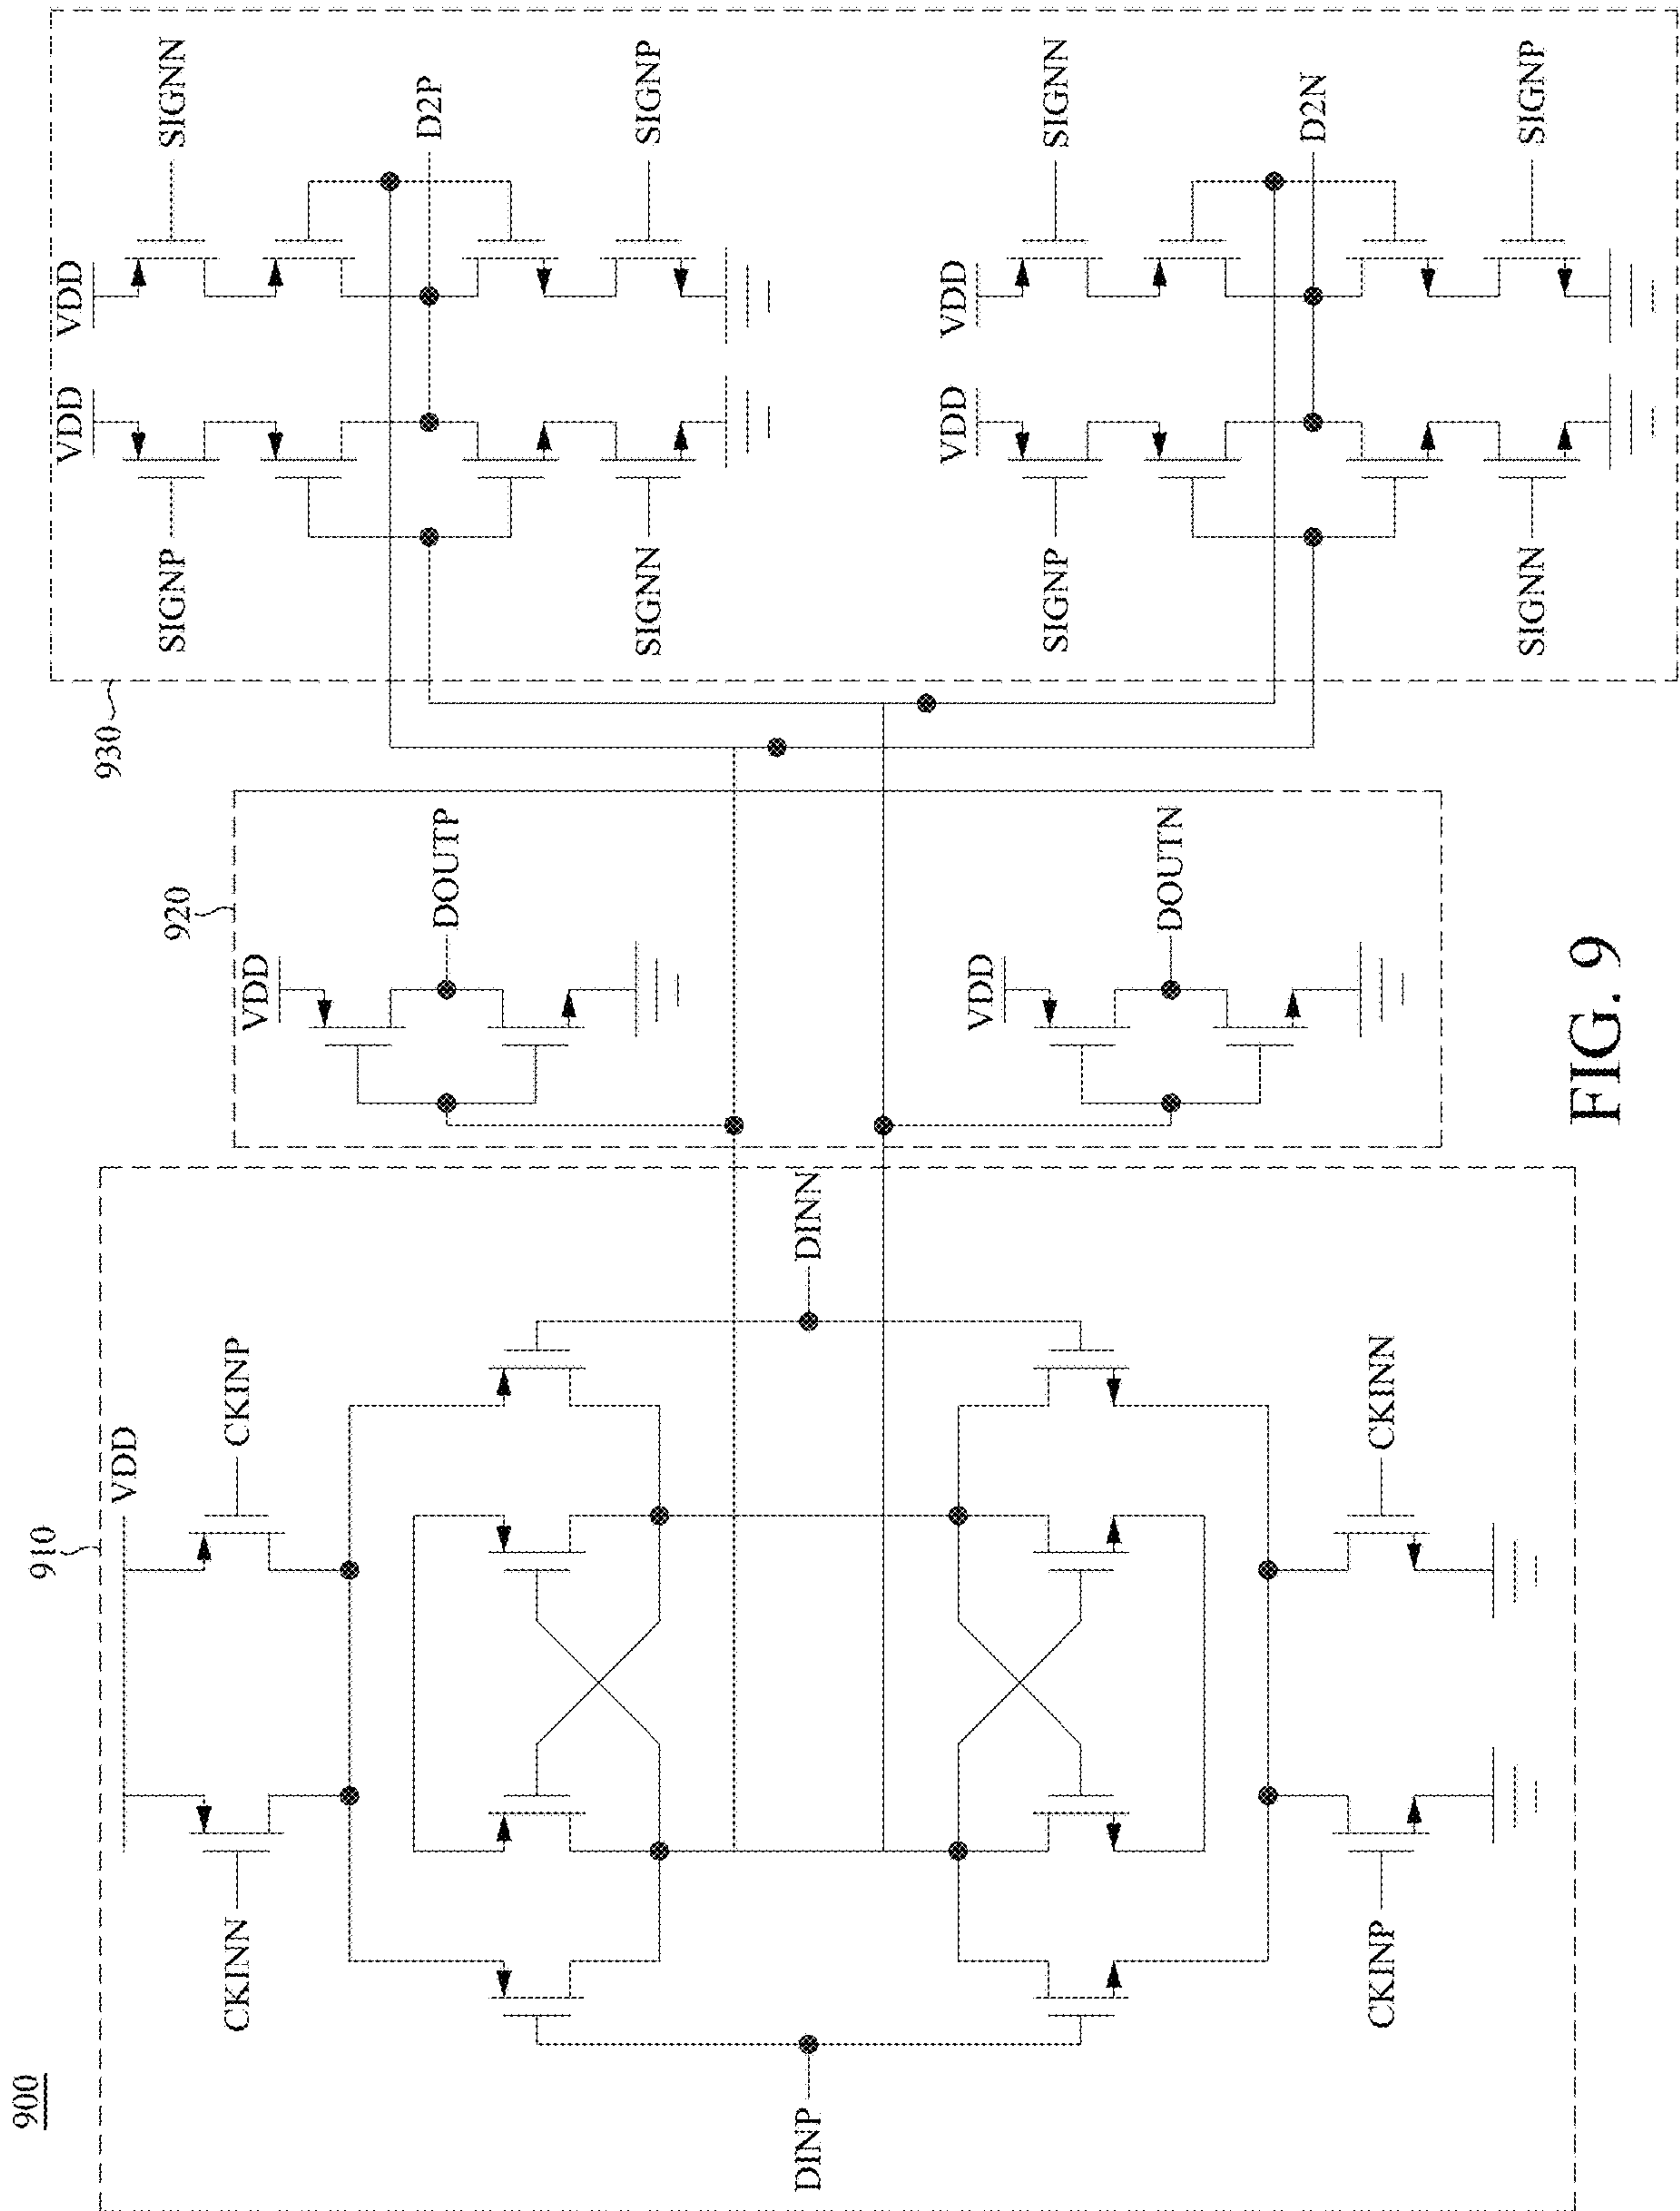 900
910
VDD
CKINN
CKINP
DINP
DINN
CKINP
CKINN
920
VDD
DOUTP
VDD
DOUTN
930
VDD
VDD
SIGNP
SIGNN
D2P
SIGNN
SIGNP
VDD
VDD
SIGNP
SIGNN
D2N
SIGNN
SIGNP
FIG. 9